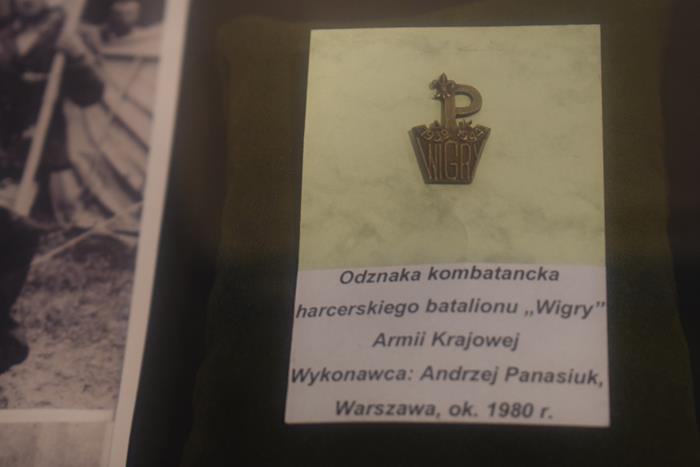 P
WIGRY
Odznaka kombatancka
harcerskiego batalionu „Wigry”
Armii Krajowej
Wykonawca: Andrzej Panasiuk,
Warszawa, ok. 1980 r.